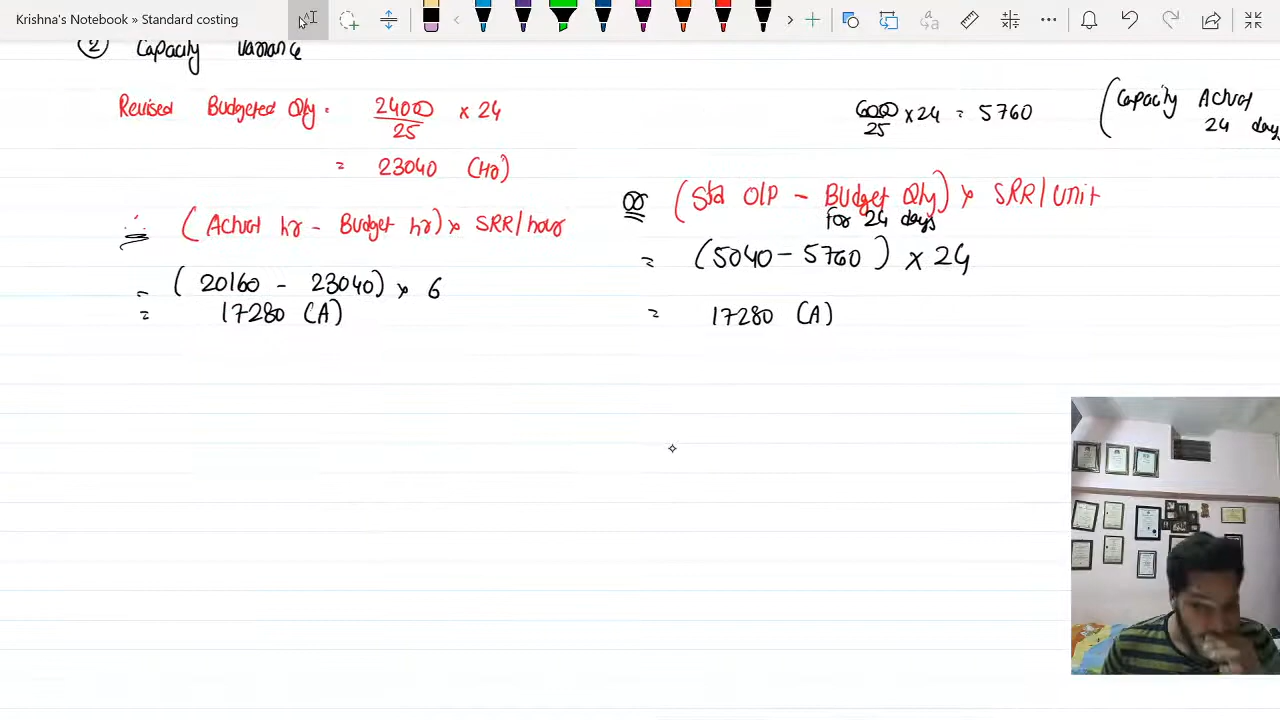 Krishna's Notebook » Standard costing
② Capacity Variance
Revised Budgeted Qty = 24000/25 × 24
= 23040 (Hr)
∴ (Actual hr - Budget hr) × SRR/hour
= (20160 - 23040) × 6
= 17280 (A)
6000/25 × 24 = 5760
(Capacity Actual
24 days
OR (Std O/P - Budget Qty) × SRR/Unit
for 24 days
= (5040 - 5760) × 24
= 17280 (A)